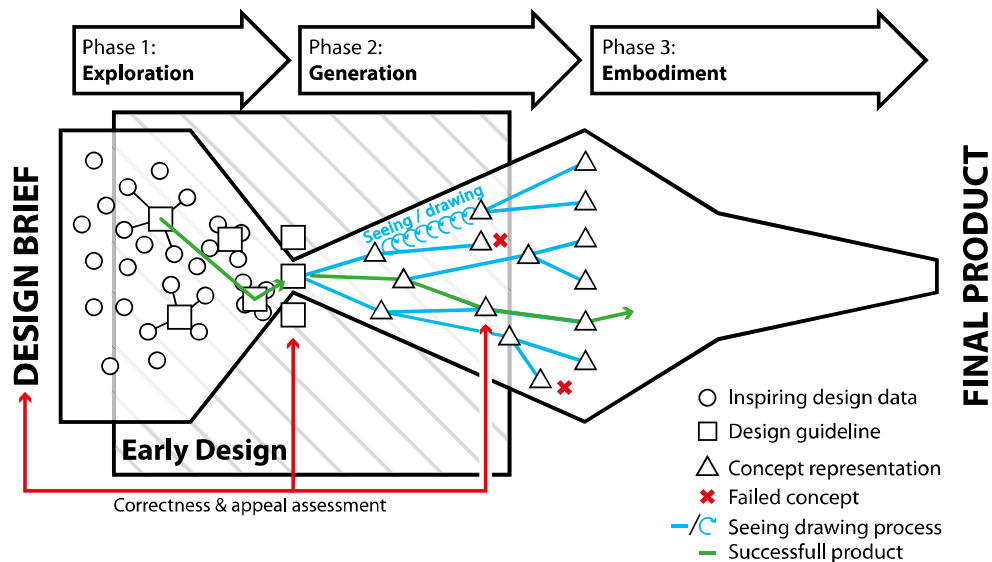 Phase 1:
Exploration
Phase 2:
Generation
Phase 3:
Embodiment
DESIGN BRIEF
Seeing / drawing
FINAL PRODUCT
Early Design
Correctness & appeal assessment
Inspiring design data
Design guideline
Concept representation
Failed concept
Seeing drawing process
Successfull product